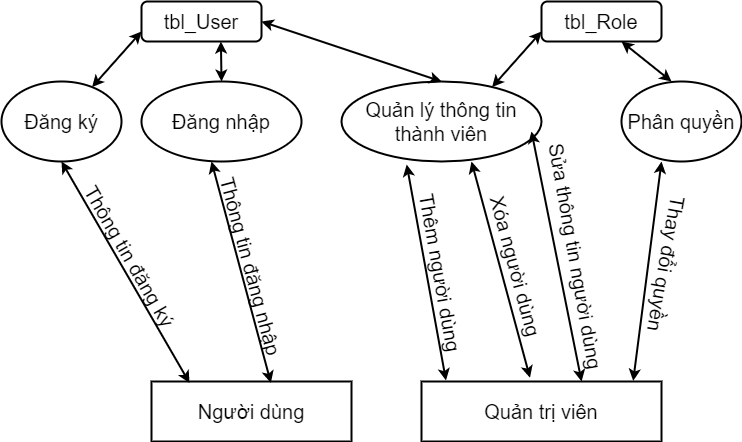 tbl_User
tbl_Role
Đăng ký
Đăng nhập
Quản lý thông tin
thành viên
Phân quyền
Thông tin đăng ký
Thông tin đăng nhập
Thêm người dùng
Xóa người dùng
Sửa thông tin người dùng
Thay đổi quyền
Người dùng
Quản trị viên